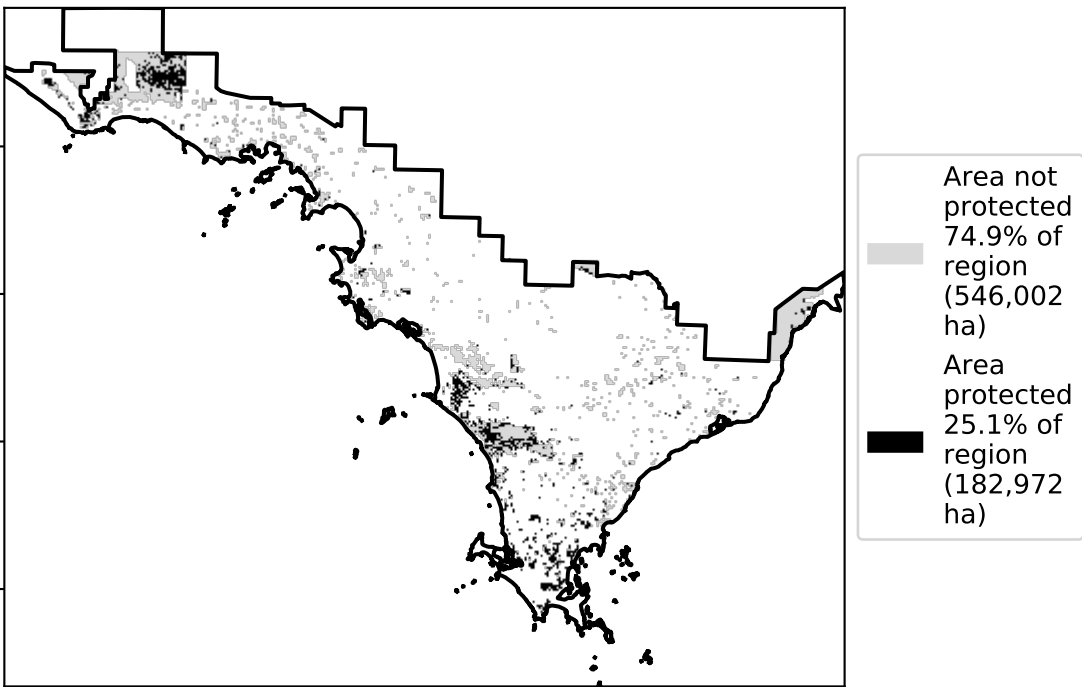 Area not
protected
74.9% of
region
(546,002
ha)
Area
protected
25.1% of
region
(182,972
ha)